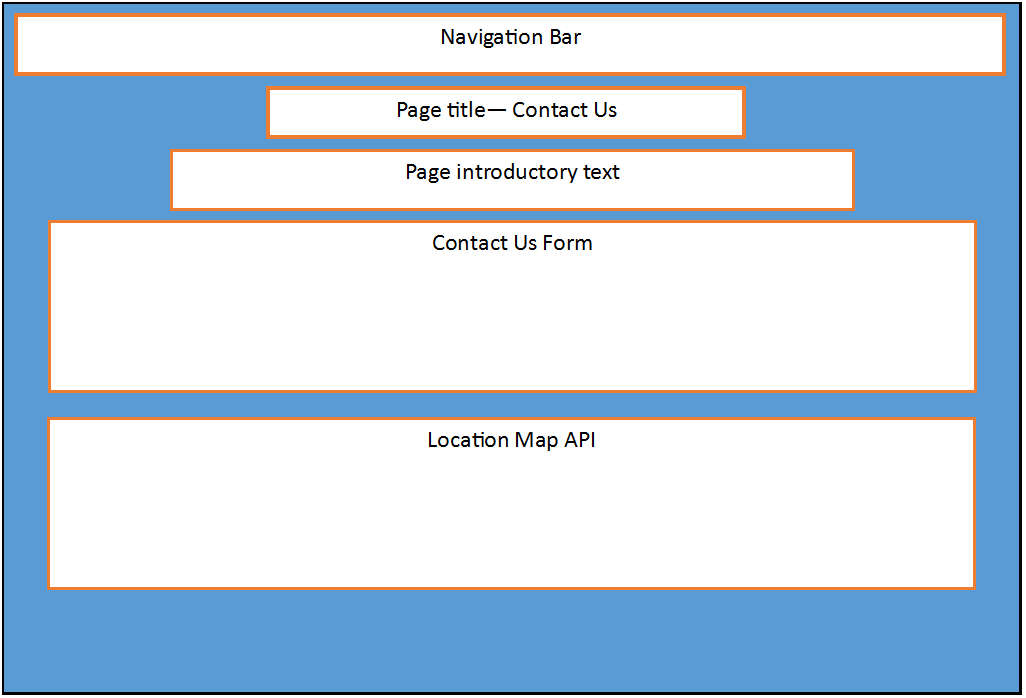 Navigation Bar
Page title— Contact Us
Page introductory text
Contact Us Form
Location Map API